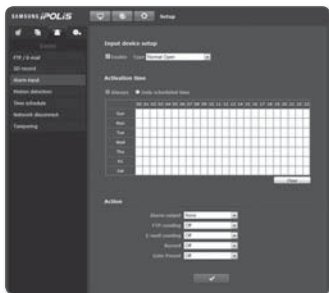 SAMSUNG iPOLiS
Setup
Event
FTP / E-mail
SD record
Alarm input
Motion detection
Time schedule
Network disconnect
Tampering
Input device setup
Enable Type Normal Open
Activation time
Always Only scheduled time
00 01 02 03 04 05 06 07 08 09 10 11 12 13 14 15 16 17 18 19 20 21 22 23
Sun
Mon
Tue
Wed
Thu
Fri
Sat
Clear
Action
Alarm output None
FTP sending Off
E-mail sending Off
Record Off
Goto Preset Off